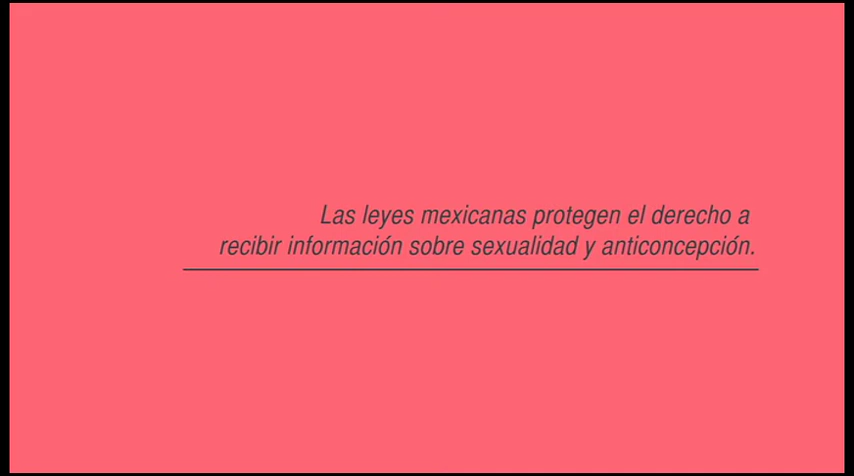 Las leyes mexicanas protegen el derecho a
recibir información sobre sexualidad y anticoncepción.